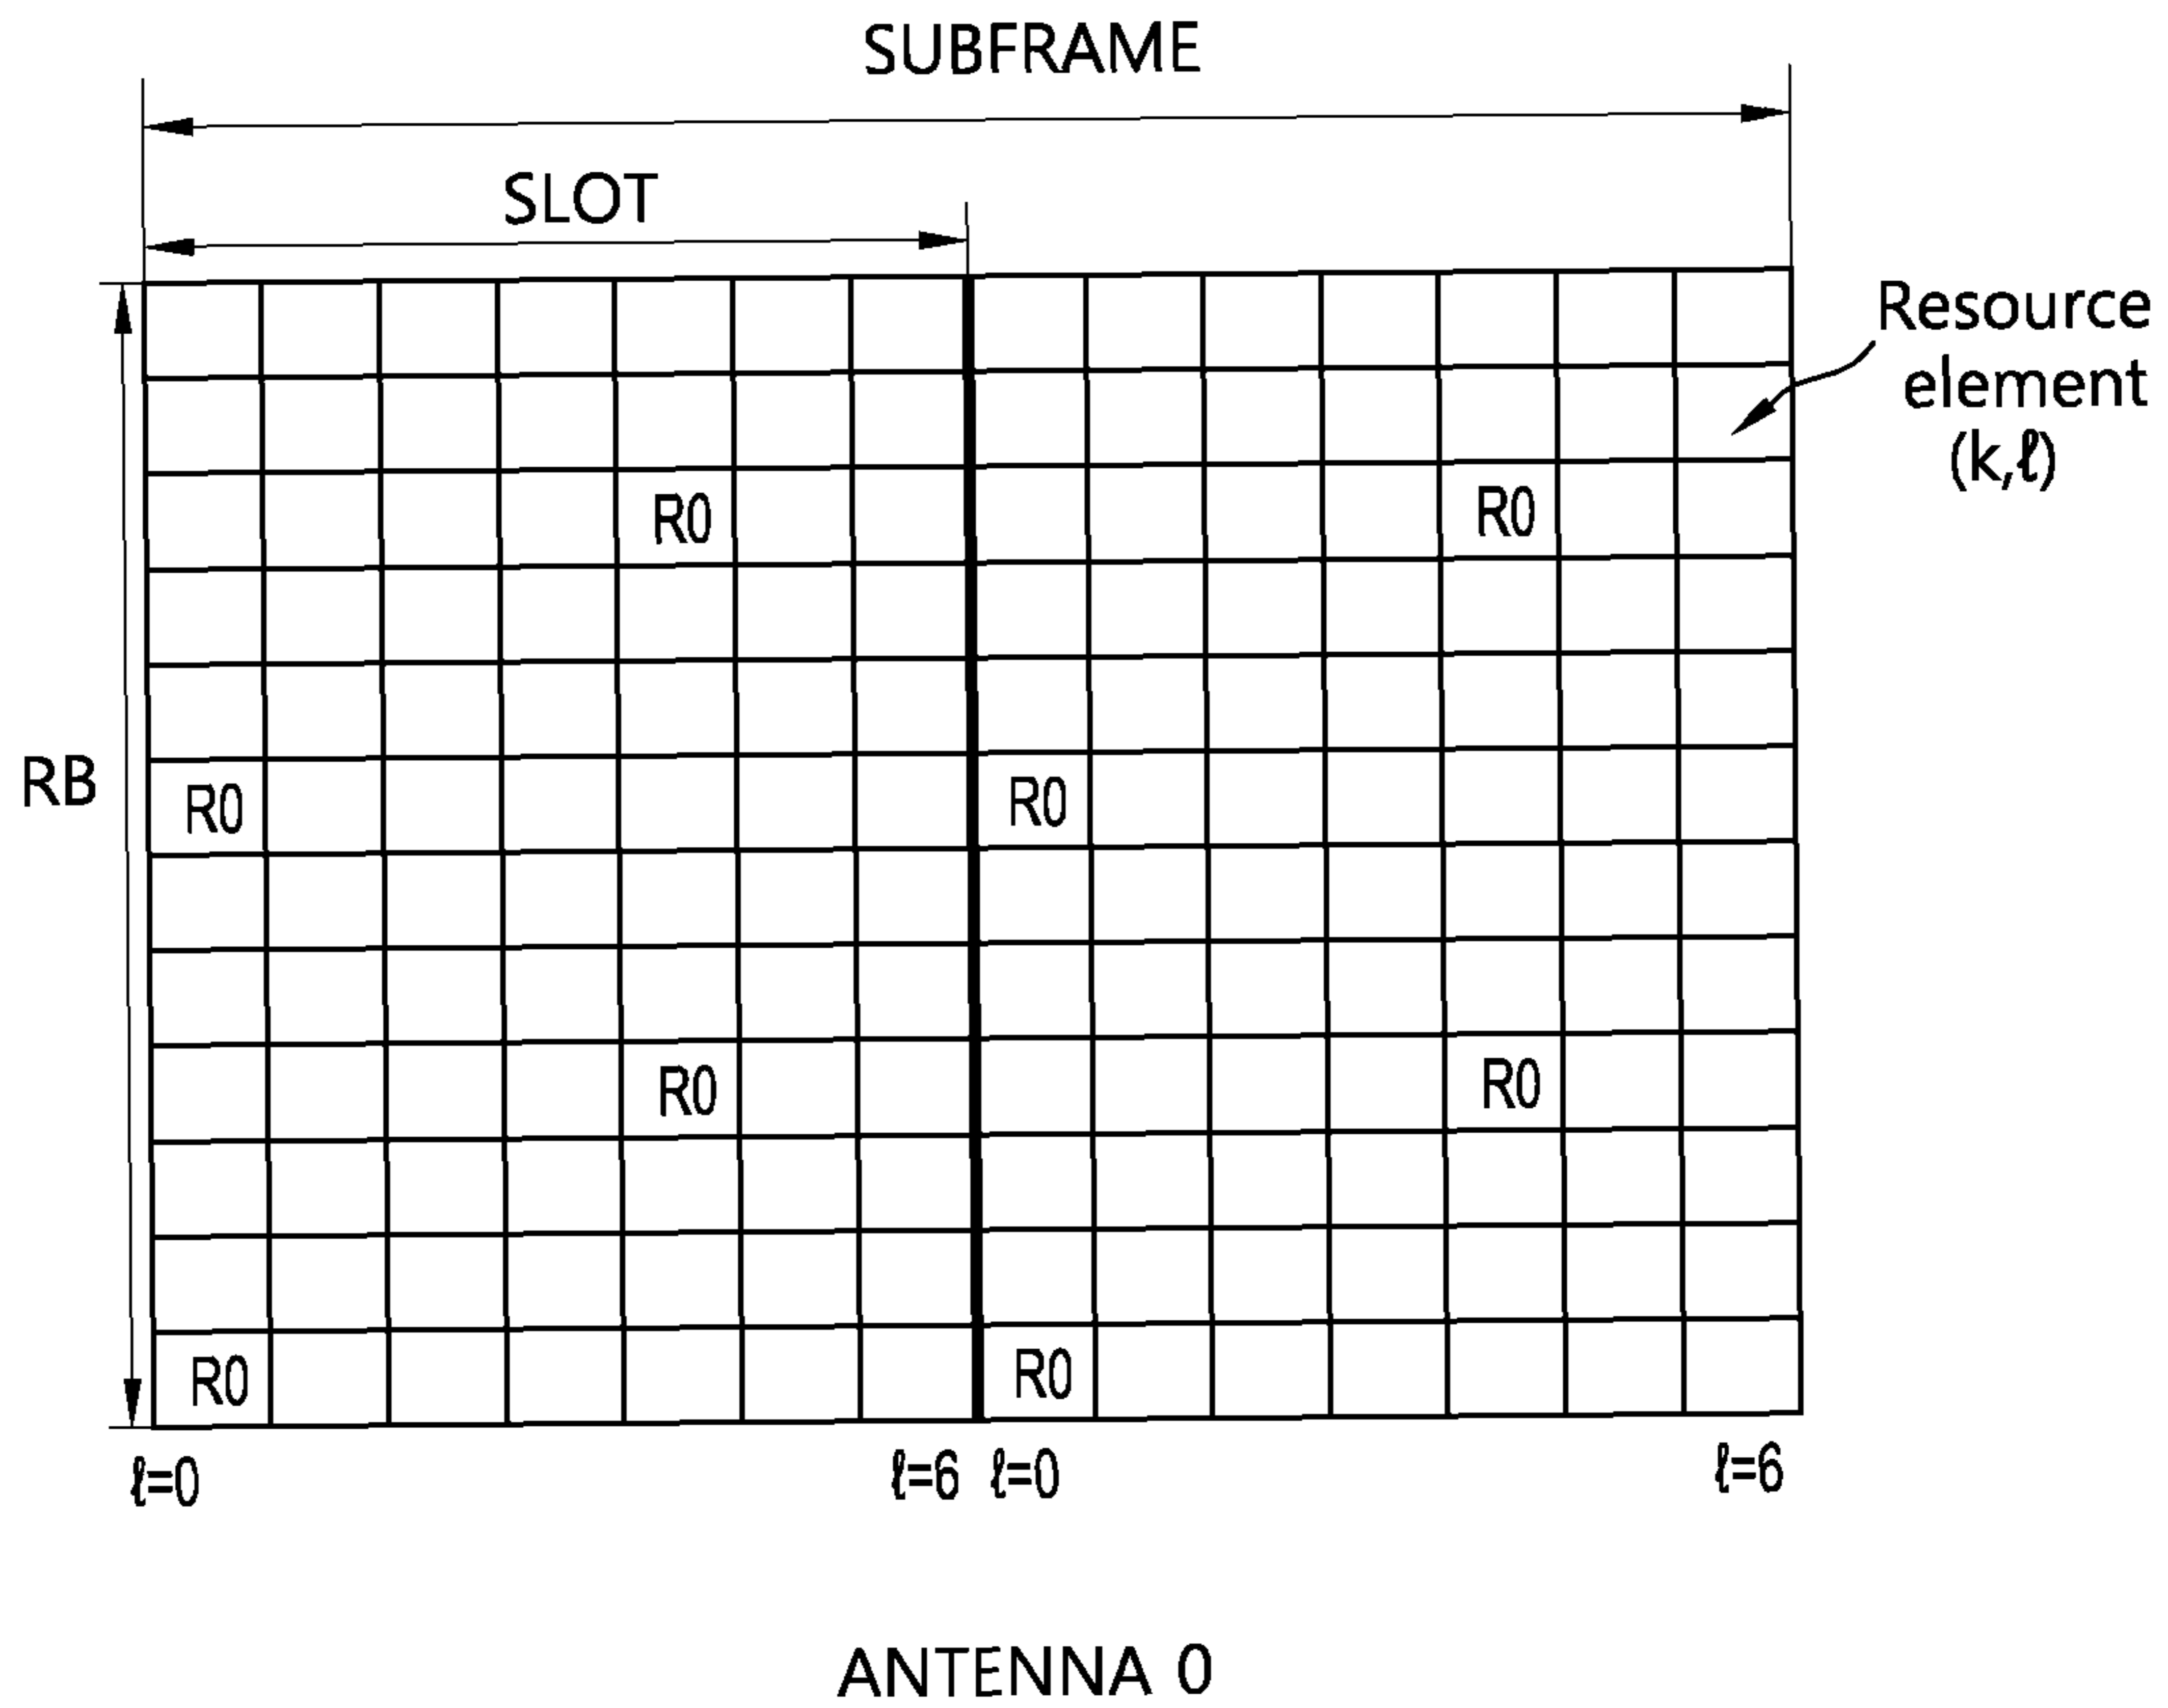 SUBFRAME
SLOT
Resource
element
(k,ℓ)
R0 R0
RB
R0 R0
R0 R0
R0 R0
ℓ=0 ℓ=6 ℓ=0 ℓ=6
ANTENNA 0